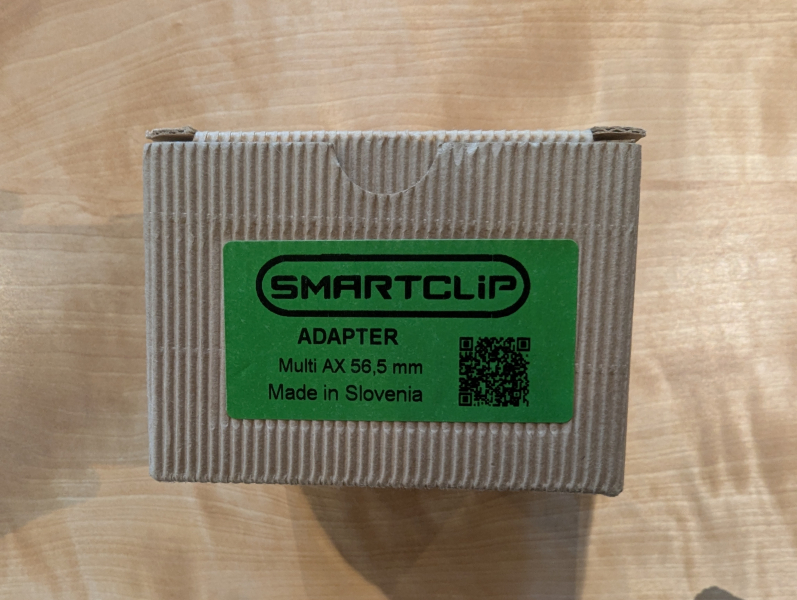 SMARTCLiP
ADAPTER
Multi AX 56,5 mm
Made in Slovenia